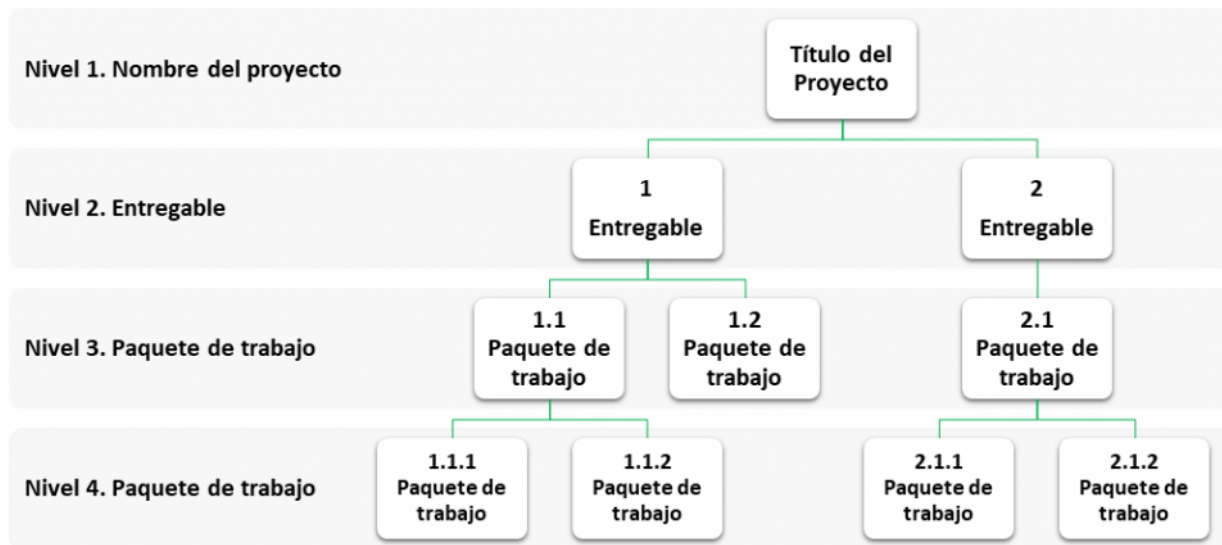 Nivel 1. Nombre del proyecto
Título del
Proyecto
Nivel 2. Entregable
1
Entregable
2
Entregable
Nivel 3. Paquete de trabajo
1.1
Paquete de
trabajo
1.2
Paquete de
trabajo
2.1
Paquete de
trabajo
Nivel 4. Paquete de trabajo
1.1.1
Paquete de
trabajo
1.1.2
Paquete de
trabajo
2.1.1
Paquete de
trabajo
2.1.2
Paquete de
trabajo